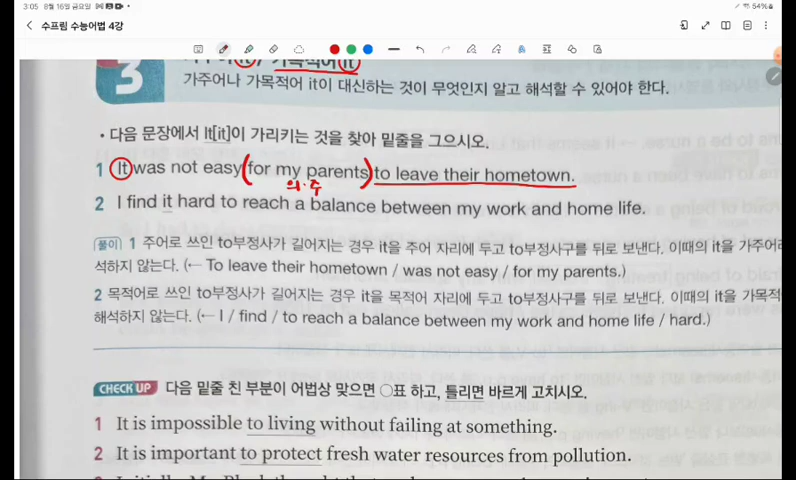 3:05 8월 16일 금요일
54%
수프림 수능어법 4강
3
가목적어 it
가주어나 가목적어 it이 대신하는 것이 무엇인지 알고 해석할 수 있어야 한다.
• 다음 문장에서 It[it]이 가리키는 것을 찾아 밑줄을 그으시오.
1 It was not easy (for my parents) to leave their hometown.
의·주
2 I find it hard to reach a balance between my work and home life.
풀이 1 주어로 쓰인 to부정사가 길어지는 경우 it을 주어 자리에 두고 to부정사구를 뒤로 보낸다. 이때의 it을 가주어라
석하지 않는다. (← To leave their hometown / was not easy / for my parents.)
2 목적어로 쓰인 to부정사가 길어지는 경우 it을 목적어 자리에 두고 to부정사구를 뒤로 보낸다. 이때의 it을 가목적
해석하지 않는다. (← I / find / to reach a balance between my work and home life / hard.)
CHECK UP 다음 밑줄 친 부분이 어법상 맞으면 ○표 하고, 틀리면 바르게 고치시오.
1 It is impossible to living without failing at something.
2 It is important to protect fresh water resources from pollution.